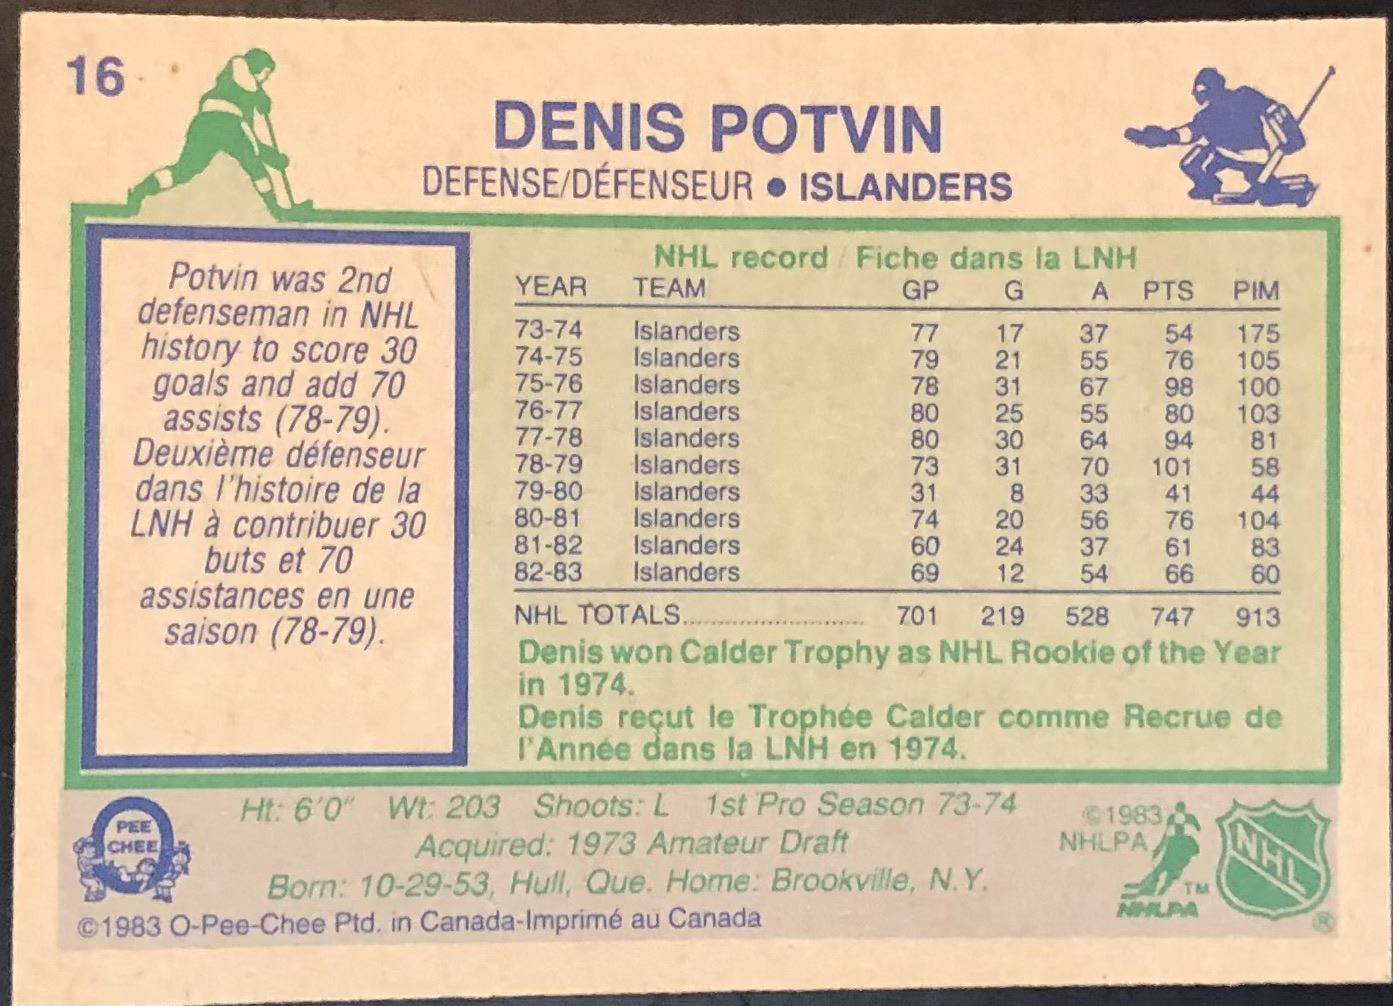 16
DENIS POTVIN
DEFENSE/DÉFENSEUR • ISLANDERS
Potvin was 2nd
defenseman in NHL
history to score 30
goals and add 70
assists (78-79).
Deuxième défenseur
dans l'histoire de la
LNH à contribuer 30
buts et 70
assistances en une
saison (78-79).
NHL record / Fiche dans la LNH
YEAR TEAM GP G A PTS PIM
73-74 Islanders 77 17 37 54 175
74-75 Islanders 79 21 55 76 105
75-76 Islanders 78 31 67 98 100
76-77 Islanders 80 25 55 80 103
77-78 Islanders 80 30 64 94 81
78-79 Islanders 73 31 70 101 58
79-80 Islanders 31 8 33 41 44
80-81 Islanders 74 20 56 76 104
81-82 Islanders 60 24 37 61 83
82-83 Islanders 69 12 54 66 60
NHL TOTALS.............................. 701 219 528 747 913
Denis won Calder Trophy as NHL Rookie of the Year
in 1974.
Denis reçut le Trophée Calder comme Recrue de
l'Année dans la LNH en 1974.
PEE
CHEE
Ht: 6'0" Wt: 203 Shoots: L 1st Pro Season 73-74
Acquired: 1973 Amateur Draft
Born: 10-29-53, Hull, Que. Home: Brookville, N.Y.
©1983 O-Pee-Chee Ptd. in Canada-Imprimé au Canada
©1983
NHLPA
TM
NHLPA
NHL
®